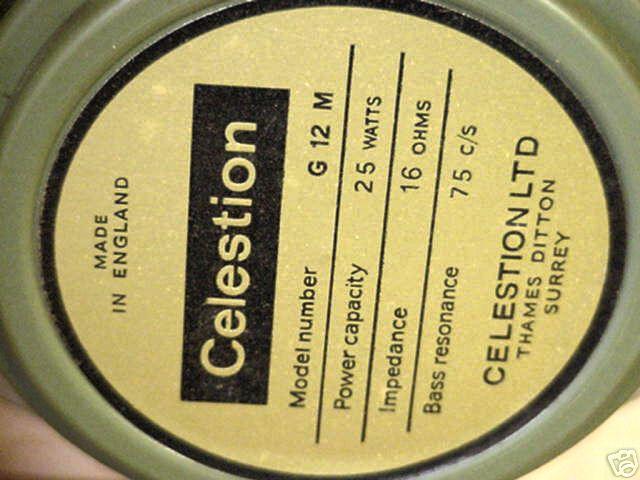 MADE
IN ENGLAND
Celestion
Model number G 12 M
Power capacity 25 WATTS
Impedance 16 OHMS
Bass resonance 75 c/s
CELESTION LTD
THAMES DITTON
SURREY